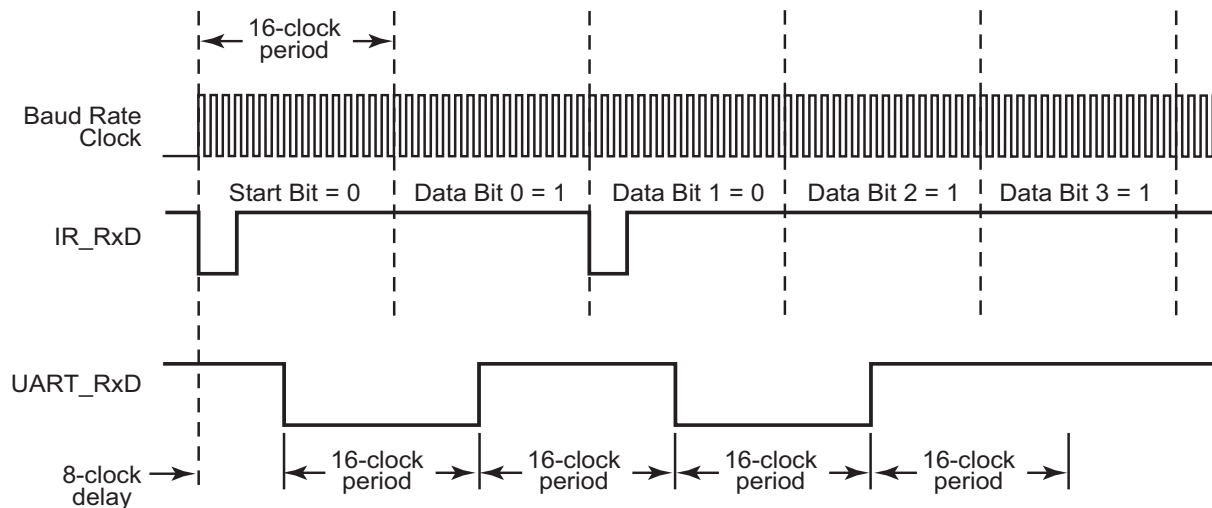 16-clock
period
Baud Rate
Clock
Start Bit = 0
Data Bit 0 = 1
Data Bit 1 = 0
Data Bit 2 = 1
Data Bit 3 = 1
IR_RxD
UART_RxD
8-clock
delay
16-clock
period
16-clock
period
16-clock
period
16-clock
period